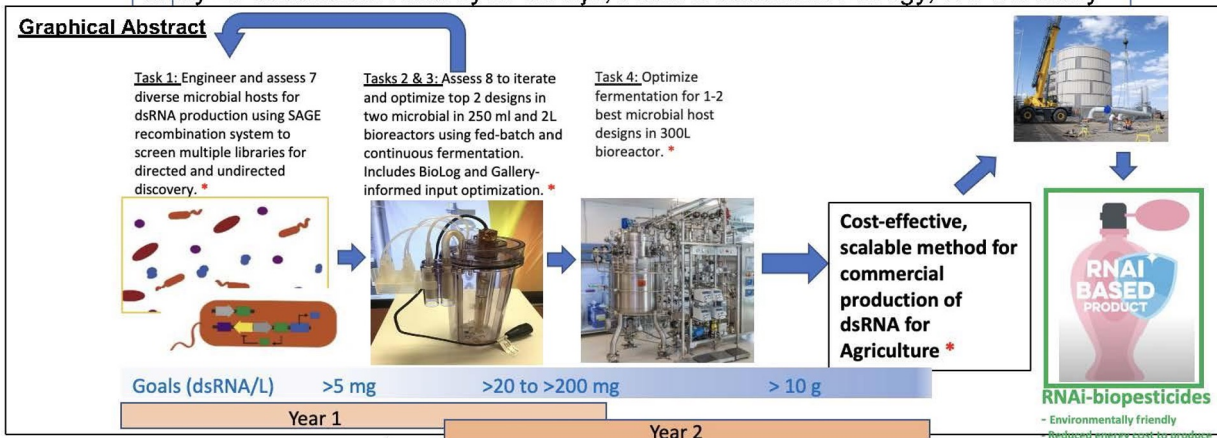 Graphical Abstract
Task 1: Engineer and assess 7
diverse microbial hosts for
dsRNA production using SAGE
recombination system to
screen multiple libraries for
directed and undirected
discovery. *
Tasks 2 & 3: Assess 8 to iterate
and optimize top 2 designs in
two microbial in 250 ml and 2L
bioreactors using fed-batch and
continuous fermentation.
Includes BioLog and Gallery-
informed input optimization. *
Task 4: Optimize
fermentation for 1-2
best microbial host
designs in 300L
bioreactor. *
Cost-effective,
scalable method for
commercial
production of
dsRNA for
Agriculture *
RNAI
BASED
PRODUCT
RNAi-biopesticides
- Environmentally friendly
- Reduced energy cost to produce
Goals (dsRNA/L) >5 mg >20 to >200 mg > 10 g
Year 1
Year 2